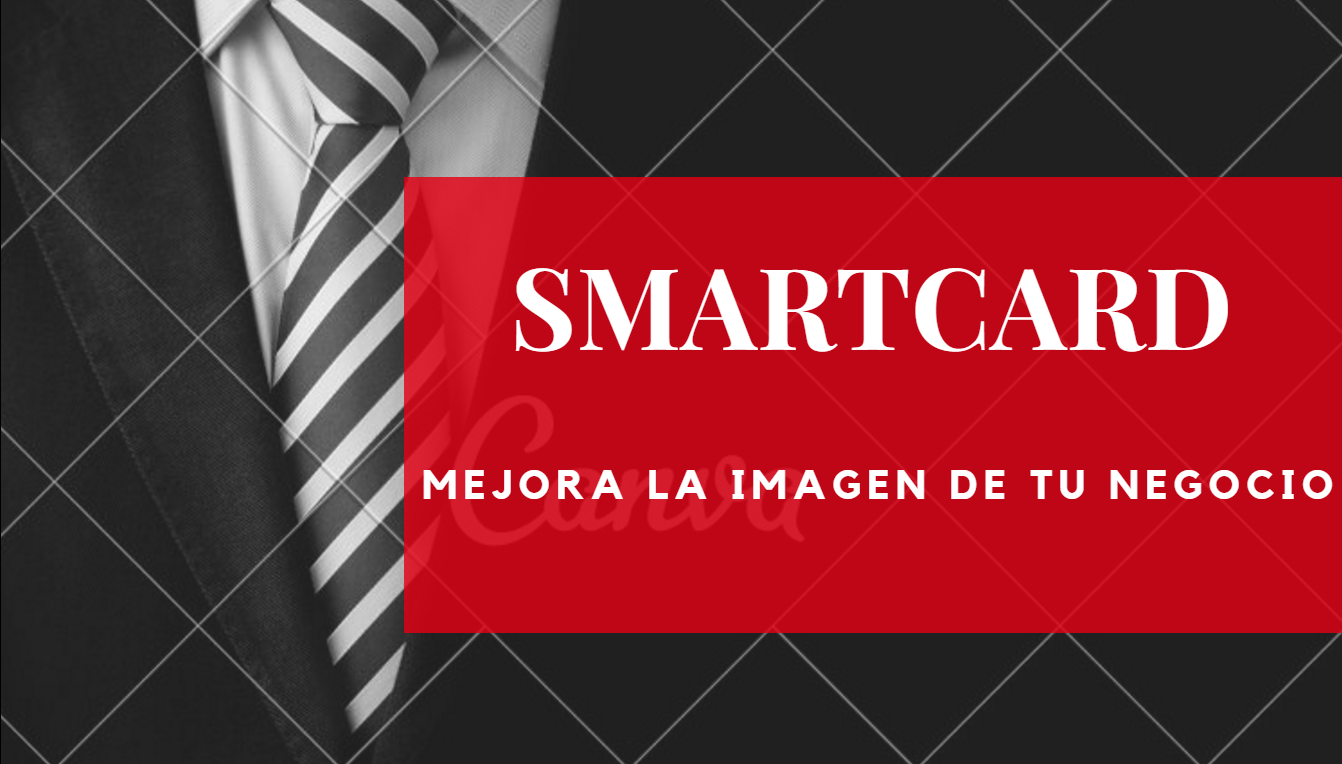 SMARTCARD
MEJORA LA IMAGEN DE TU NEGOCIO
Canva